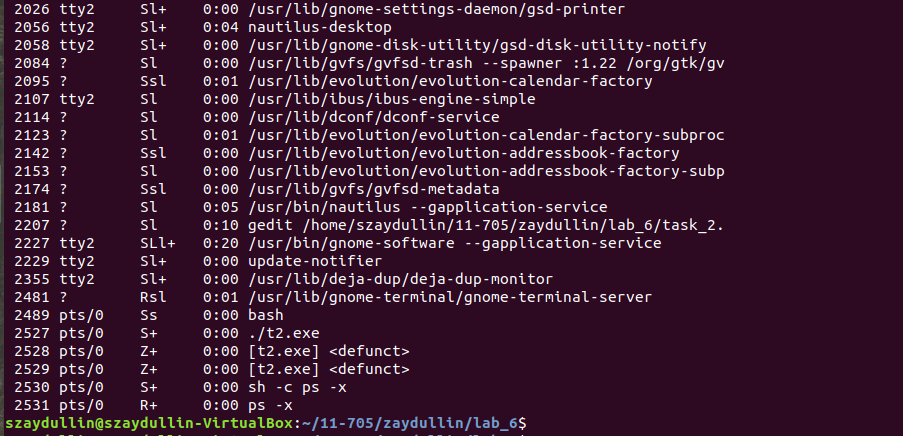 2026 tty2     Sl+    0:00 /usr/lib/gnome-settings-daemon/gsd-printer
2056 tty2     Sl+    0:04 nautilus-desktop
2058 tty2     Sl+    0:00 /usr/lib/gnome-disk-utility/gsd-disk-utility-notify
2084 ?        Sl     0:00 /usr/lib/gvfs/gvfsd-trash --spawner :1.22 /org/gtk/gv
2095 ?        Ssl    0:01 /usr/lib/evolution/evolution-calendar-factory
2107 tty2     Sl     0:00 /usr/lib/ibus/ibus-engine-simple
2114 ?        Sl     0:00 /usr/lib/dconf/dconf-service
2123 ?        Sl     0:01 /usr/lib/evolution/evolution-calendar-factory-subproc
2142 ?        Ssl    0:00 /usr/lib/evolution/evolution-addressbook-factory
2153 ?        Sl     0:00 /usr/lib/evolution/evolution-addressbook-factory-subp
2174 ?        Ssl    0:00 /usr/lib/gvfs/gvfsd-metadata
2181 ?        Sl     0:05 /usr/bin/nautilus --gapplication-service
2207 ?        Sl     0:10 gedit /home/szaydullin/11-705/zaydullin/lab_6/task_2.
2227 tty2     SLl+   0:20 /usr/bin/gnome-software --gapplication-service
2229 tty2     Sl+    0:00 update-notifier
2355 tty2     Sl+    0:00 /usr/lib/deja-dup/deja-dup-monitor
2481 ?        Rsl    0:01 /usr/lib/gnome-terminal/gnome-terminal-server
2489 pts/0    Ss     0:00 bash
2527 pts/0    S+     0:00 ./t2.exe
2528 pts/0    Z+     0:00 [t2.exe] <defunct>
2529 pts/0    Z+     0:00 [t2.exe] <defunct>
2530 pts/0    S+     0:00 sh -c ps -x
2531 pts/0    R+     0:00 ps -x
szaydullin@szaydullin-VirtualBox:~/11-705/zaydullin/lab_6$